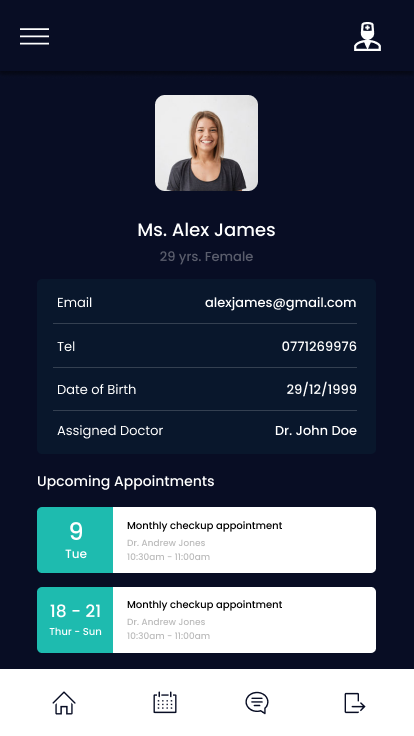 Ms. Alex James
29 yrs. Female
Email alexjames@gmail.com
Tel 0771269976
Date of Birth 29/12/1999
Assigned Doctor Dr. John Doe
Upcoming Appointments
9
Tue
Monthly checkup appointment
Dr. Andrew Jones
10:30am - 11:00am
18 - 21
Thur - Sun
Monthly checkup appointment
Dr. Andrew Jones
10:30am - 11:00am